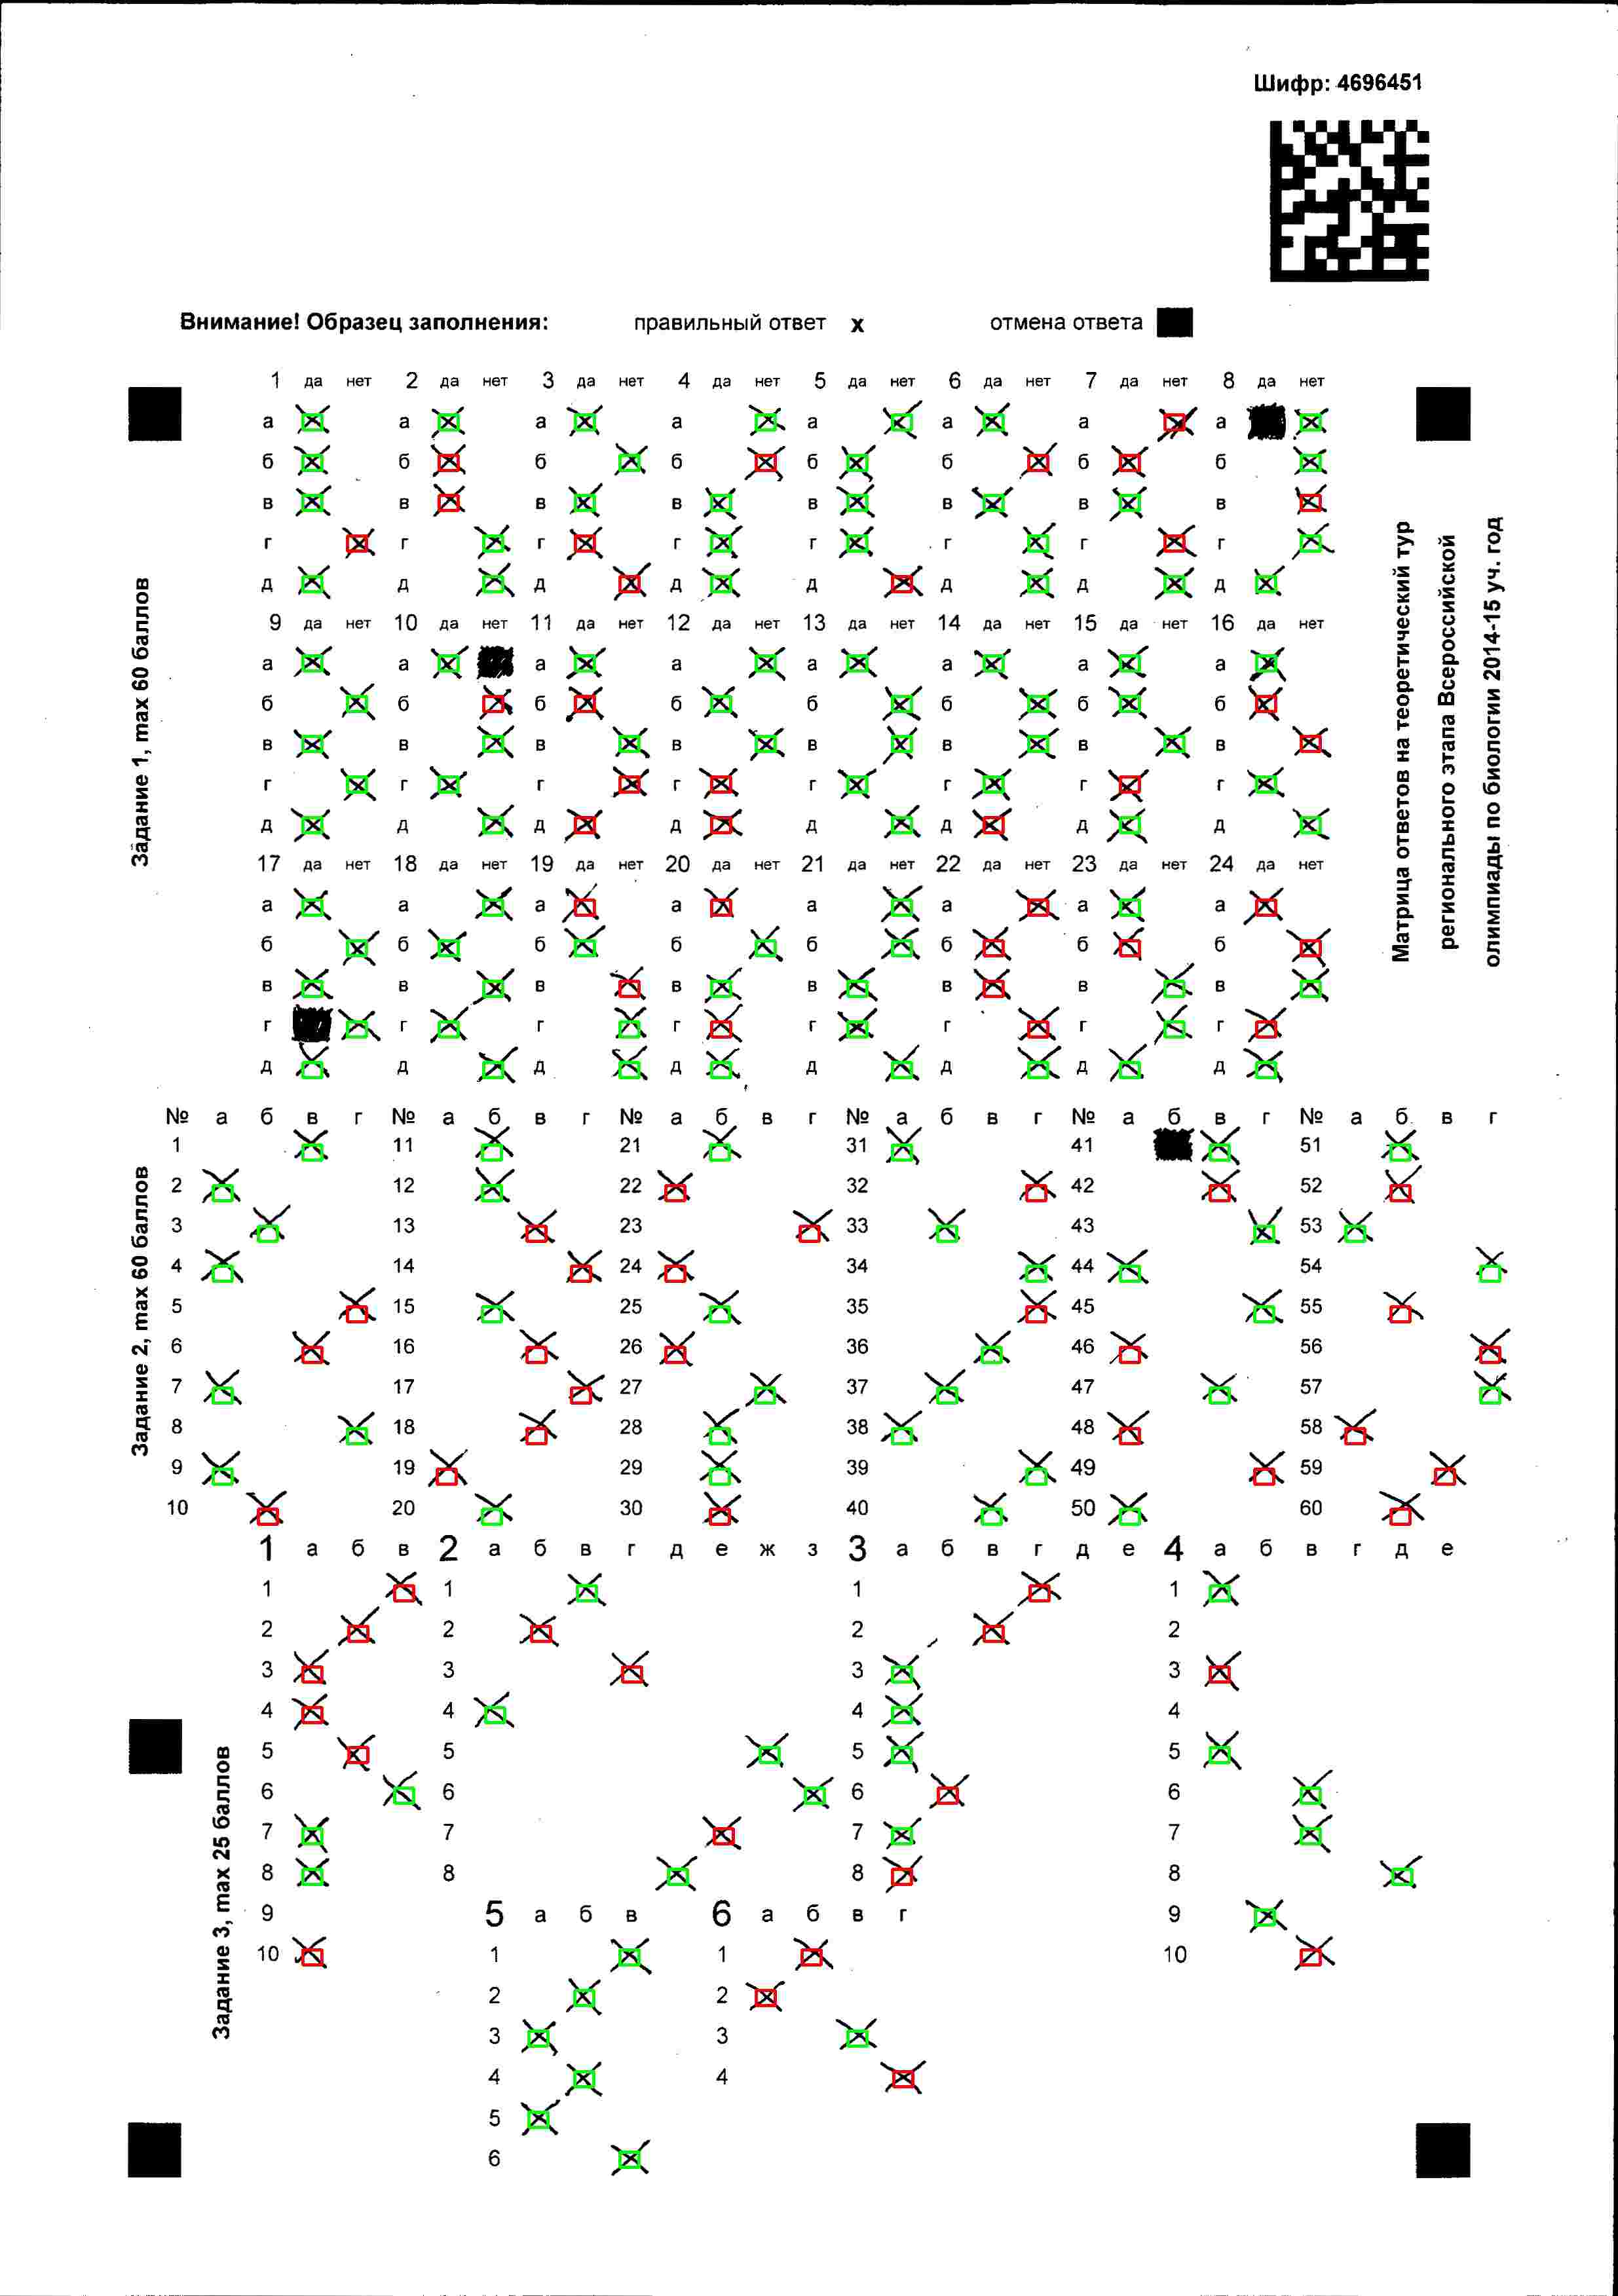 Шифр: 4696451
Внимание! Образец заполнения: правильный ответ х отмена ответа
1 да нет 2 да нет 3 да нет 4 да нет 5 да нет 6 да нет 7 да нет 8 да нет
а а а а а а а а
б б б б б б б б
в в в в в в в в
г г г г г г г г
д д д д д д д д
9 да нет 10 да нет 11 да нет 12 да нет 13 да нет 14 да нет 15 да нет 16 да нет
а а а а а а а а
б б б б б б б б
в в в в в в в в
г г г г г г г г
д д д д д д д д
17 да нет 18 да нет 19 да нет 20 да нет 21 да нет 22 да нет 23 да нет 24 да нет
а а а а а а а а
б б б б б б б б
в в в в в в в в
г г г г г г г г
д д д д д д д д
Задание 1, max 60 баллов
Матрица ответов на теоретический тур
регионального этапа Всероссийской
олимпиады по биологии 2014-15 уч. год
№ а б в г № а б в г № а б в г № а б в г № а б в г № а б в г
1 11 21 31 41 51
2 12 22 32 42 52
3 13 23 33 43 53
4 14 24 34 44 54
5 15 25 35 45 55
6 16 26 36 46 56
7 17 27 37 47 57
8 18 28 38 48 58
9 19 29 39 49 59
10 20 30 40 50 60
Задание 2, max 60 баллов
1 а б в 2 а б в г д е ж з 3 а б в г д е 4 а б в г д е
1 1 1 1
2 2 2 2
3 3 3 3
4 4 4 4
5 5 5 5
6 6 6 6
7 7 7 7
8 8 8 8
9 5 а б в 6 а б в г 9
10 1 1 10
2 2
3 3
4 4
5
6
Задание 3, max 25 баллов